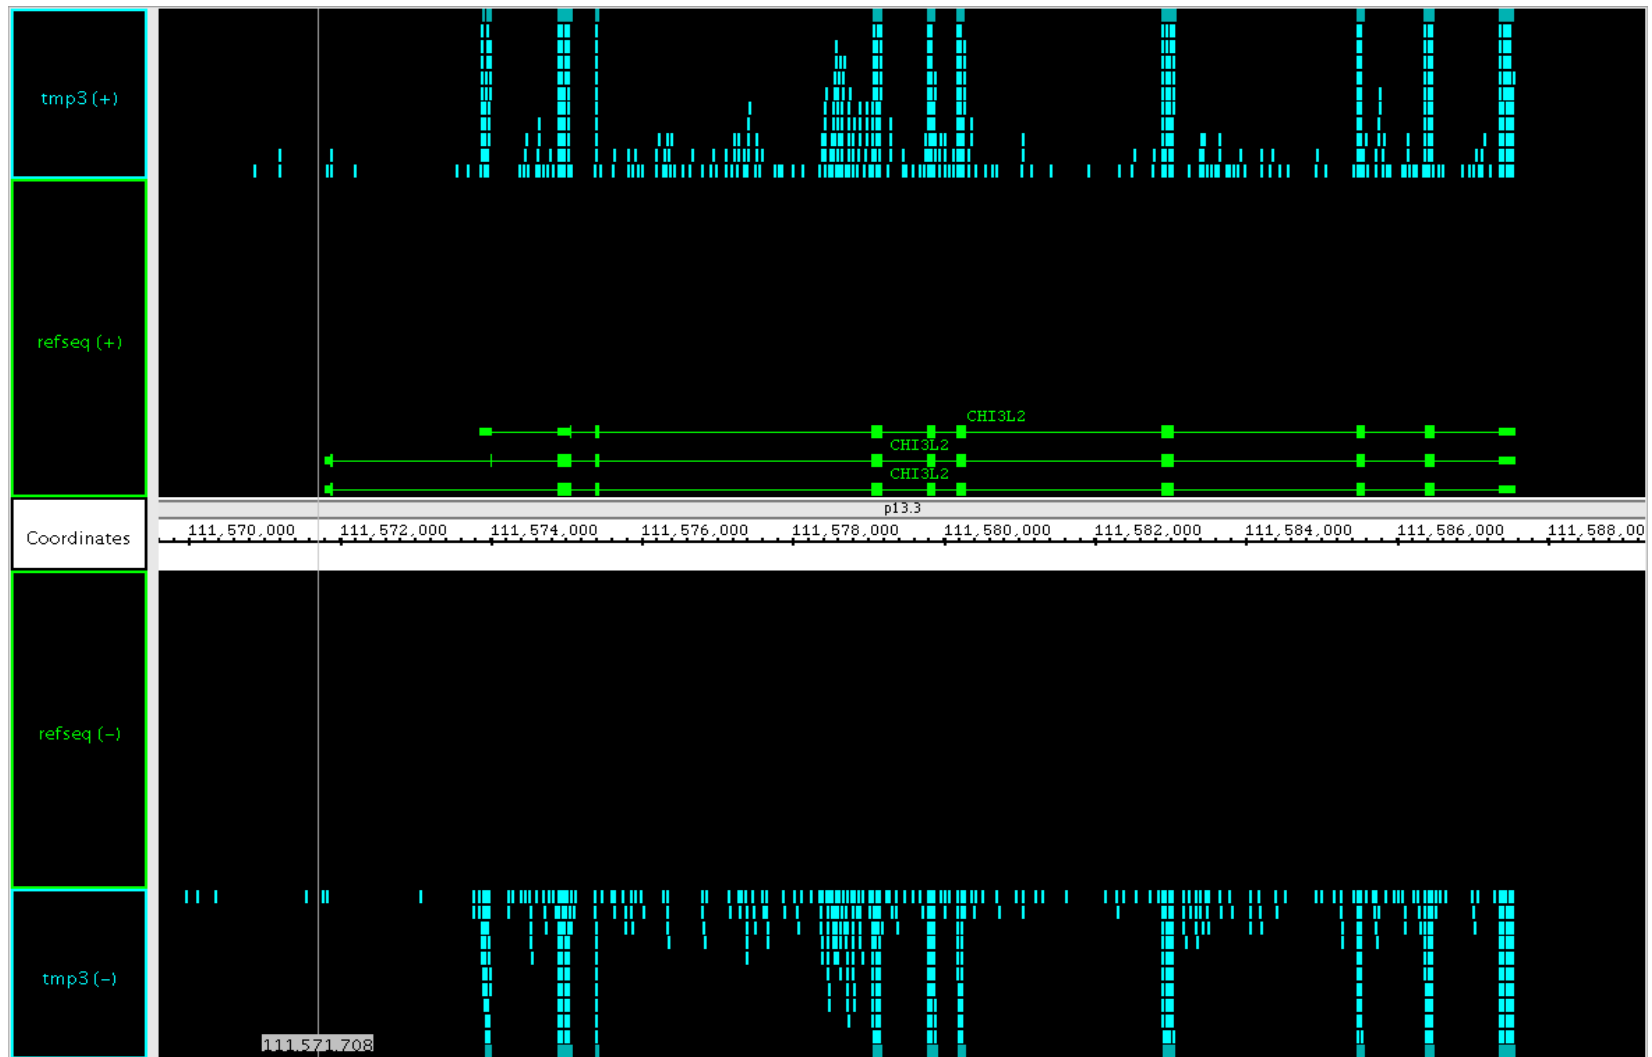 tmp3 (+)
refseq (+)
CHI3L2
CHI3L2
CHI3L2
p13.3
Coordinates
111,570,000 111,572,000 111,574,000 111,576,000 111,578,000 111,580,000 111,582,000 111,584,000 111,586,000 111,588,00
refseq (-)
tmp3 (-)
111,571,708